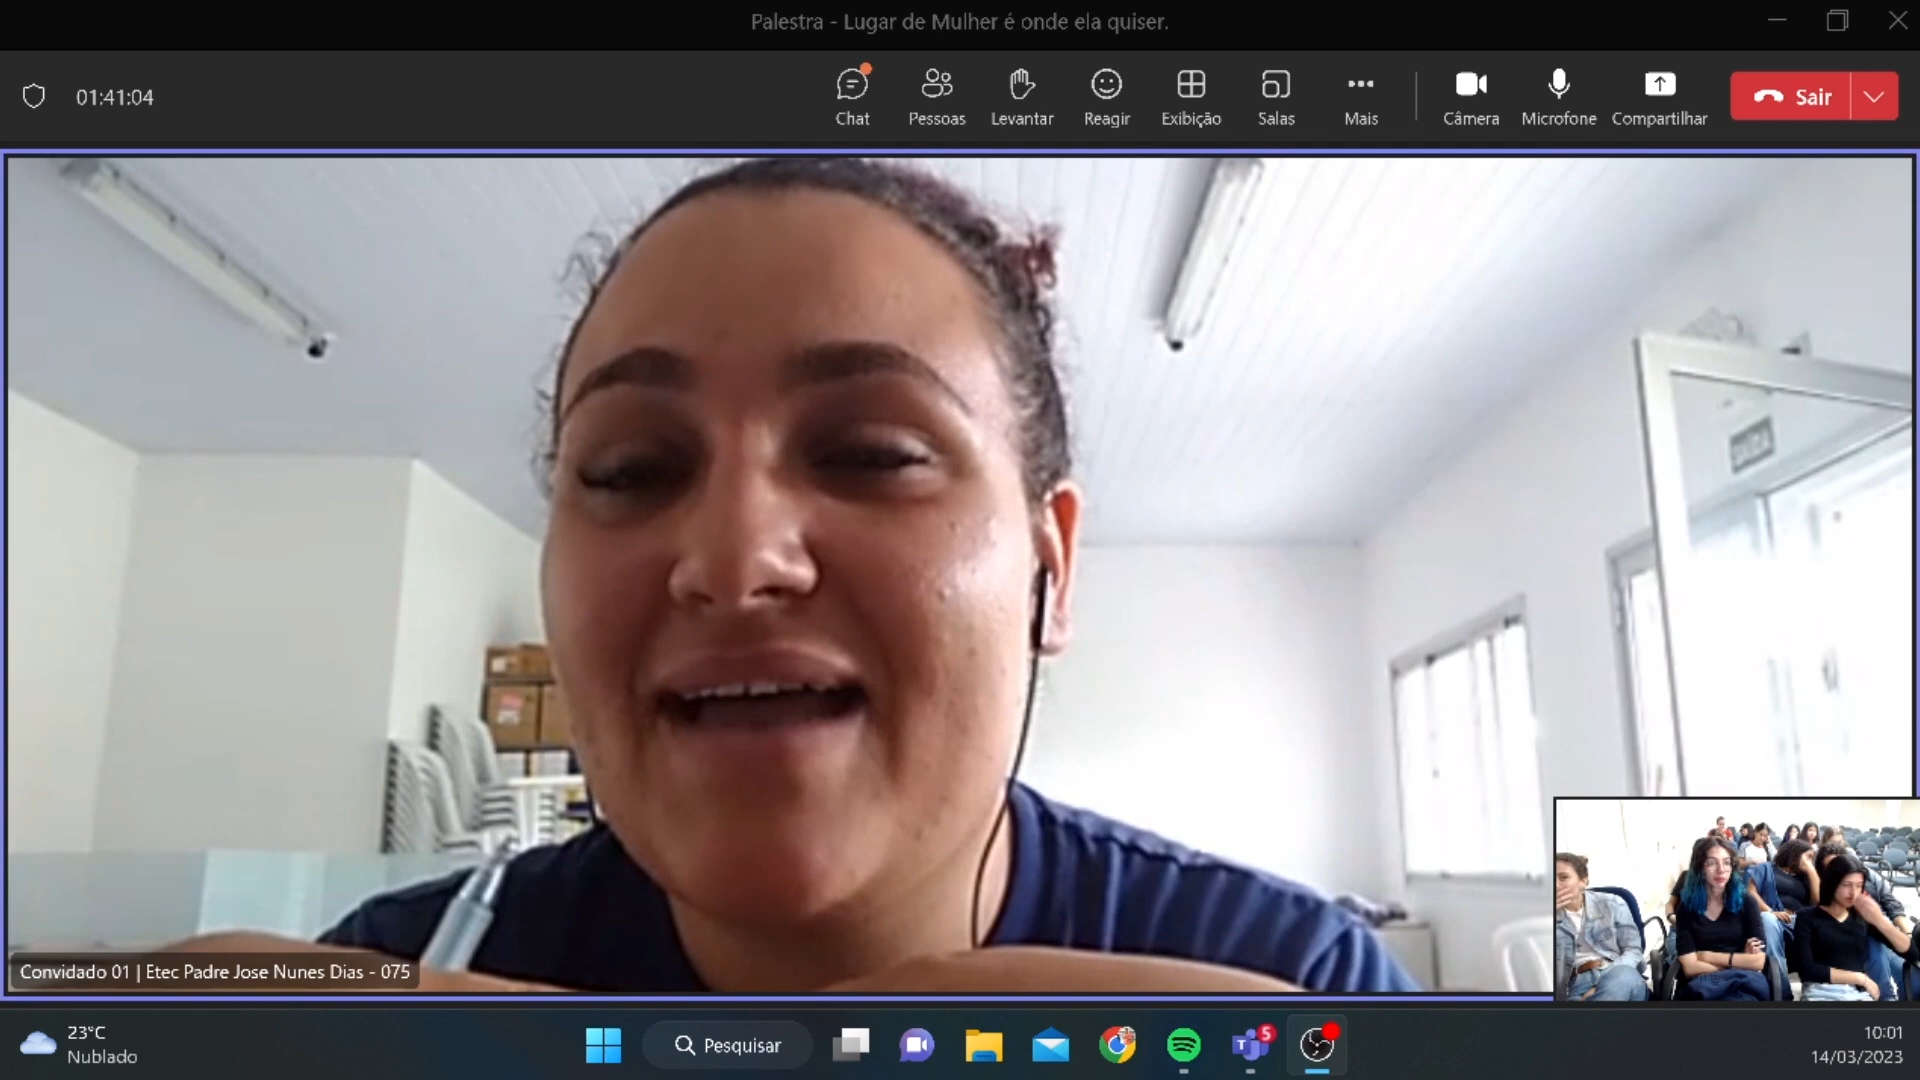 Palestra - Lugar de Mulher é onde ela quiser.
01:41:04
Chat
Pessoas
Levantar
Reagir
Exibição
Salas
Mais
Câmera
Microfone
Compartilhar
Sair
Convidado 01 | Etec Padre Jose Nunes Dias - 075
23°C
Nublado
Pesquisar
5
10:01
14/03/2023